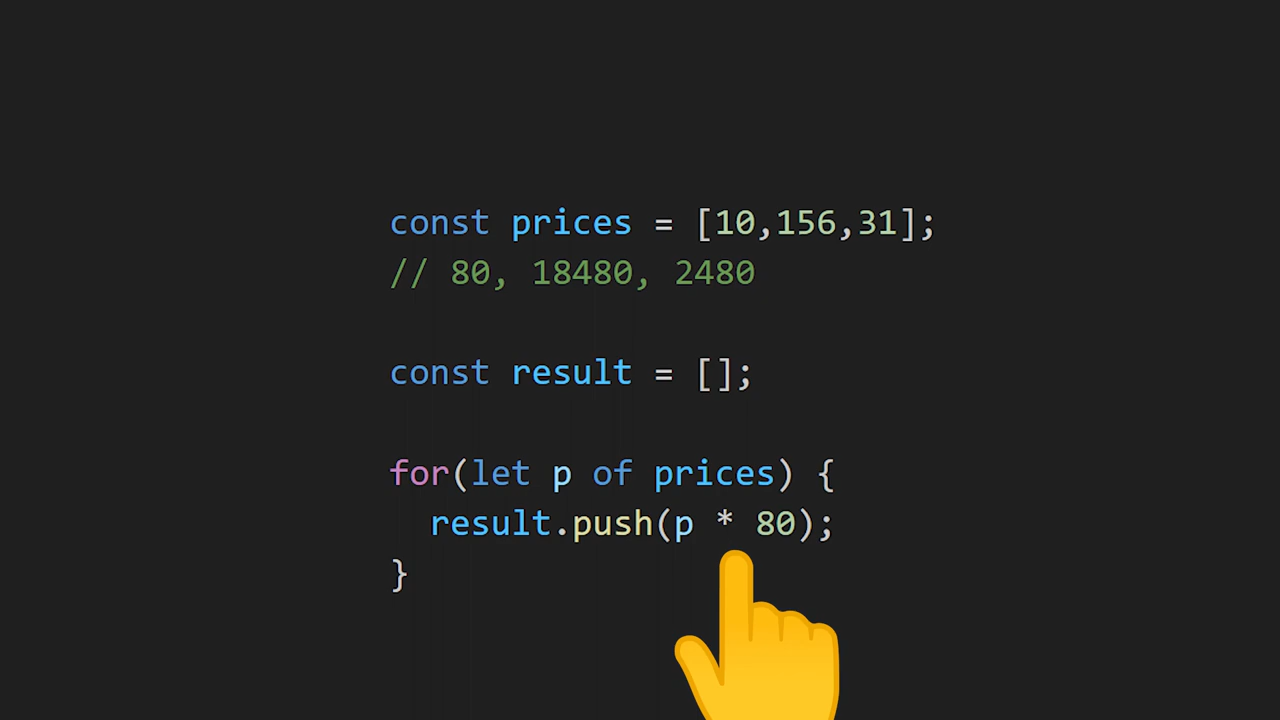 const prices = [10,156,31];
// 80, 18480, 2480
const result = [];
for(let p of prices) {
  result.push(p * 80);
}